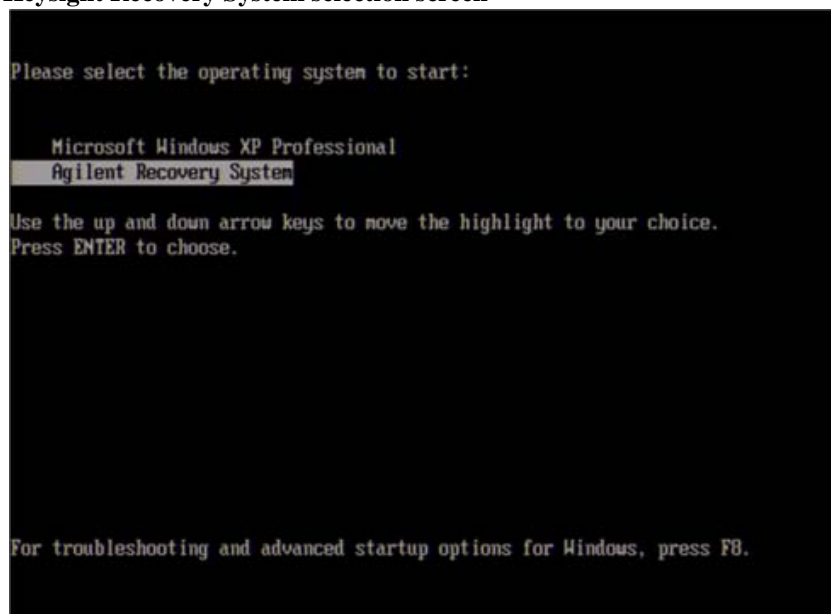 Keysight Recovery System selection screen
Please select the operating system to start:
Microsoft Windows XP Professional
Agilent Recovery System
Use the up and down arrow keys to move the highlight to your choice.
Press ENTER to choose.
For troubleshooting and advanced startup options for Windows, press F8.